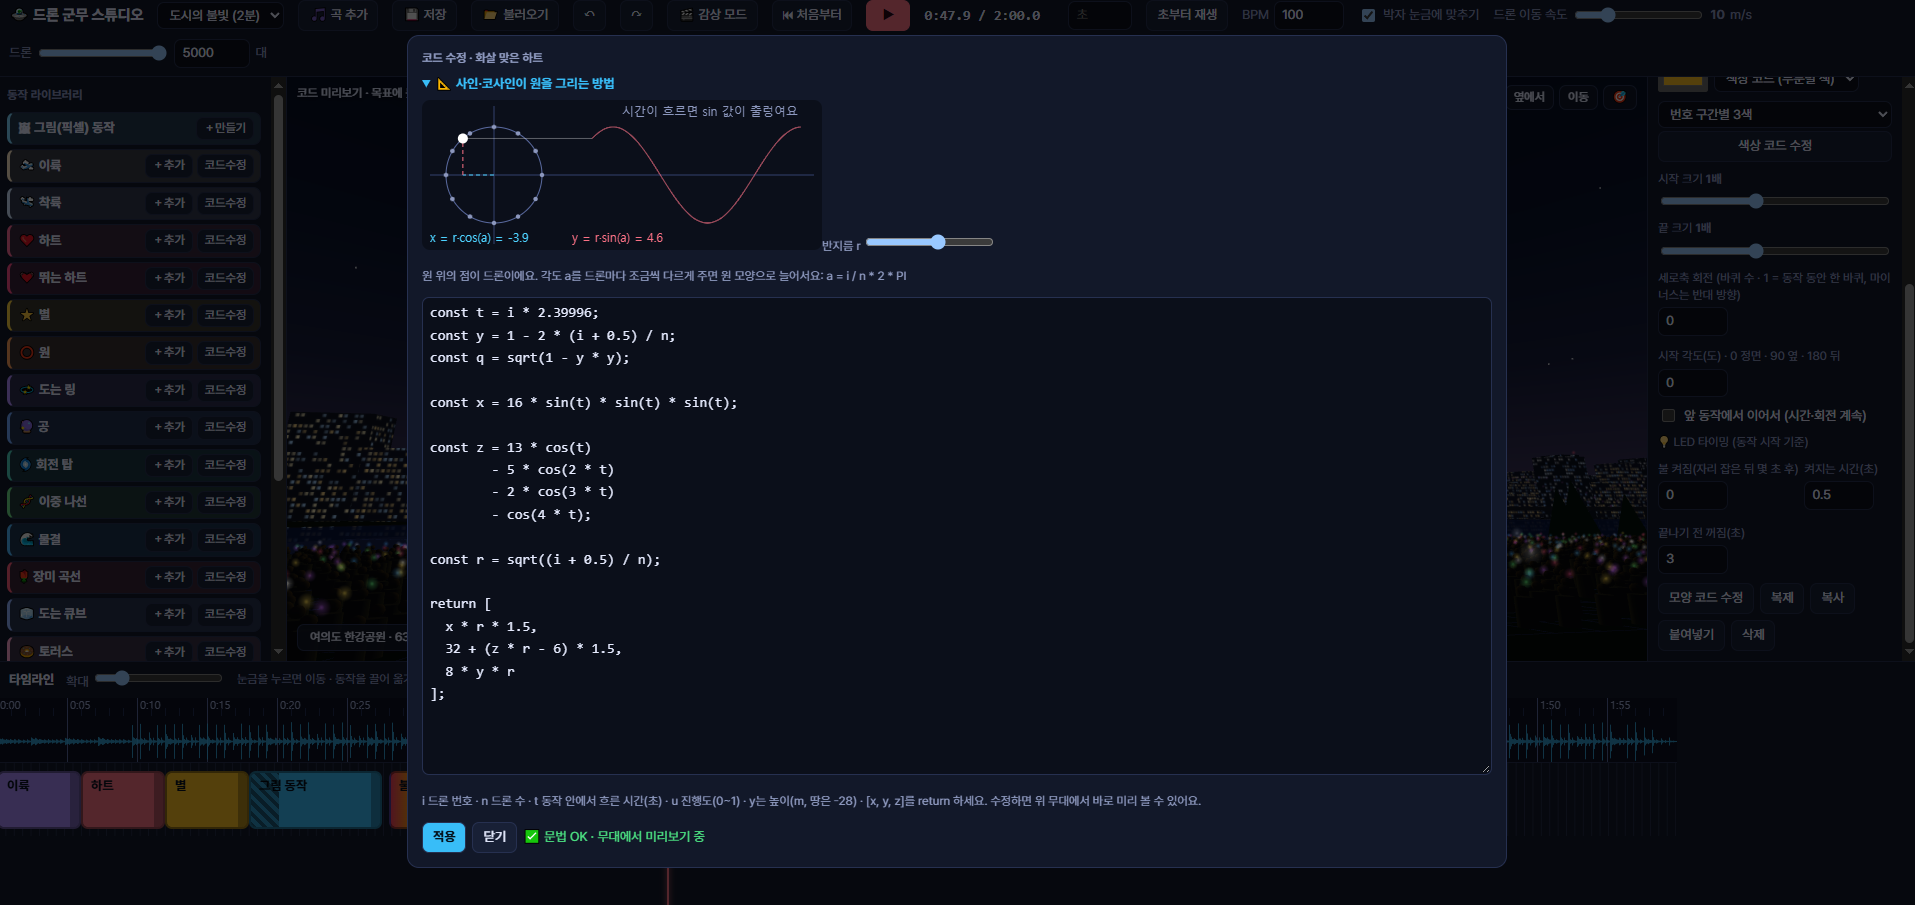 드론 군무 스튜디오
도시의 불빛 (2분)
곡 추가
저장
불러오기
감상 모드
처음부터
0:47.9 / 2:00.0
초
초부터 재생
BPM 100
박자 눈금에 맞추기
드론 이동 속도
10 m/s
드론
5000
대
동작 라이브러리
그림(픽셀) 동작
+만들기
이륙
+추가 코드수정
착륙
+추가 코드수정
하트
+추가 코드수정
뛰는 하트
+추가 코드수정
별
+추가 코드수정
원
+추가 코드수정
도는 링
+추가 코드수정
공
+추가 코드수정
회전 탑
+추가 코드수정
이중 나선
+추가 코드수정
물결
+추가 코드수정
장미 곡선
+추가 코드수정
도는 큐브
+추가 코드수정
토러스
+추가 코드수정
코드 미리보기 · 목표에
여의도 한강공원 · 63
코드 수정 · 화살 맞은 하트
사인·코사인이 원을 그리는 방법
시간이 흐르면 sin 값이 출렁여요
x = r·cos(a) = -3.9
y = r·sin(a) = 4.6
반지름 r
원 위의 점이 드론이에요. 각도 a를 드론마다 조금씩 다르게 주면 원 모양으로 늘어서요: a = i / n * 2 * PI
const t = i * 2.39996;
const y = 1 - 2 * (i + 0.5) / n;
const q = sqrt(1 - y * y);
const x = 16 * sin(t) * sin(t) * sin(t);
const z = 13 * cos(t)
- 5 * cos(2 * t)
- 2 * cos(3 * t)
- cos(4 * t);
const r = sqrt((i + 0.5) / n);
return [
x * r * 1.5,
32 + (z * r - 6) * 1.5,
8 * y * r
];
i 드론 번호 · n 드론 수 · t 동작 안에서 흐른 시간(초) · u 진행도(0~1) · y는 높이(m, 땅은 -28) · [x, y, z]를 return 하세요. 수정하면 위 무대에서 바로 미리 볼 수 있어요.
적용
닫기
문법 OK · 무대에서 미리보기 중
옆에서
이동
색상 코드 (부분별 색)
번호 구간별 3색
색상 코드 수정
시작 크기 1배
끝 크기 1배
세로축 회전 (바퀴 수 · 1 = 동작 동안 한 바퀴, 마이
너스는 반대 방향)
0
시작 각도(도) · 0 정면 · 90 옆 · 180 뒤
0
앞 동작에서 이어서 (시간·회전 계속)
LED 타이밍 (동작 시작 기준)
불 켜짐(자리 잡은 뒤 몇 초 후) 켜지는 시간(초)
0
0.5
끝나기 전 꺼짐(초)
3
모양 코드 수정
복제
복사
붙여넣기
삭제
타임라인
확대
눈금을 누르면 이동 · 동작을 끌어
0:00 0:05 0:10 0:15 0:20 0:25 1:50 1:55
이륙
하트
별
그림 동작